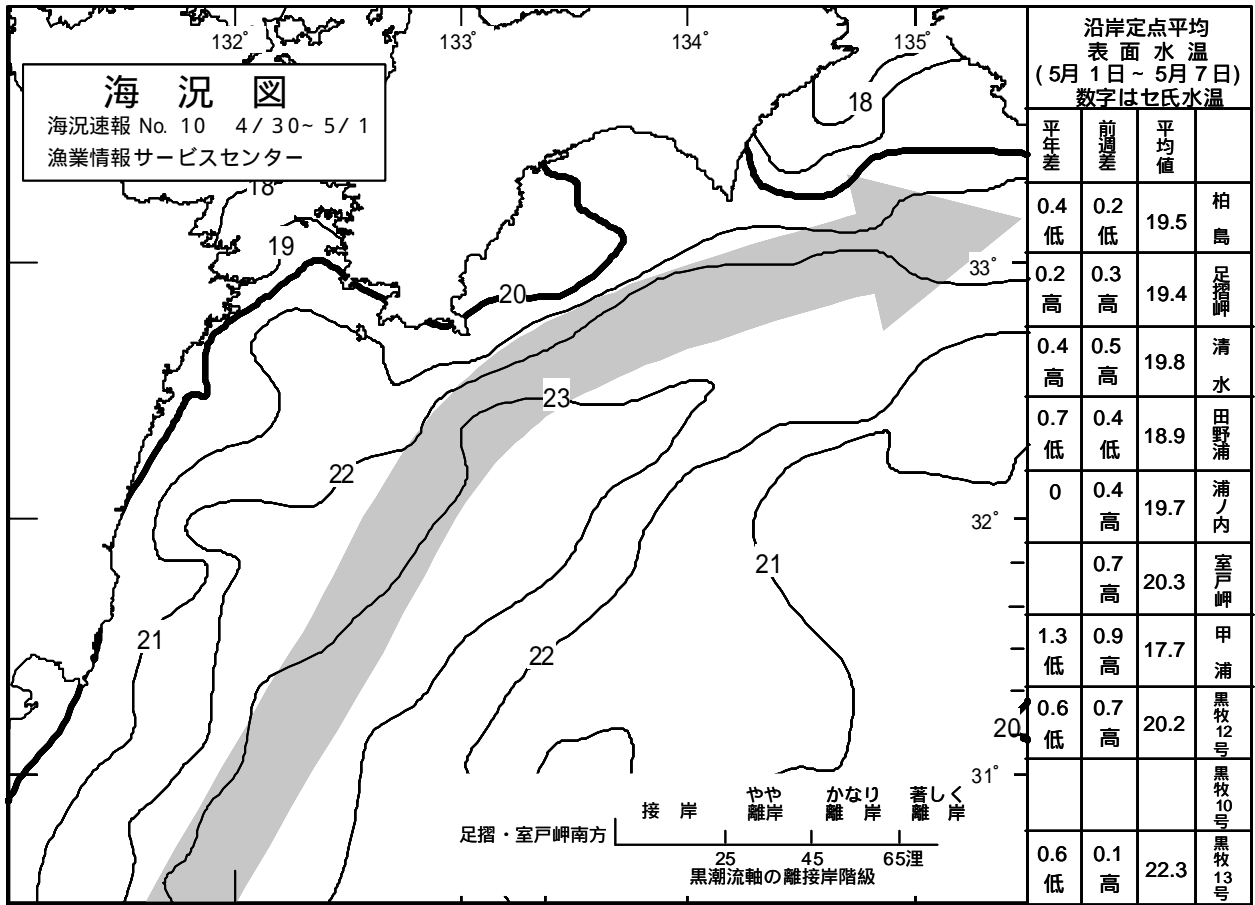 132°
133°
134°
135°
海況図
海況速報 No. 10 4/30~5/1
漁業情報サービスセンター
18
18
19
20
33°
23
22
32°
21
21
22
20
31°
接岸
やや離岸
かなり離岸
著しく離岸
足摺・室戸岬南方
25 45 65浬
黒潮流軸の離接岸階級
沿岸定点平均
表面水温
(5月1日~5月7日)
数字はセ氏水温
平年差 前週差 平均値
0.4低 0.2低 19.5 柏島
0.2高 0.3高 19.4 足摺岬
0.4高 0.5高 19.8 清水
0.7低 0.4低 18.9 田野浦
0 0.4高 19.7 浦ノ内
0.7高 20.3 室戸岬
1.3低 0.9高 17.7 甲浦
0.6低 0.7高 20.2 黒牧12号
黒牧10号
0.6低 0.1高 22.3 黒牧13号